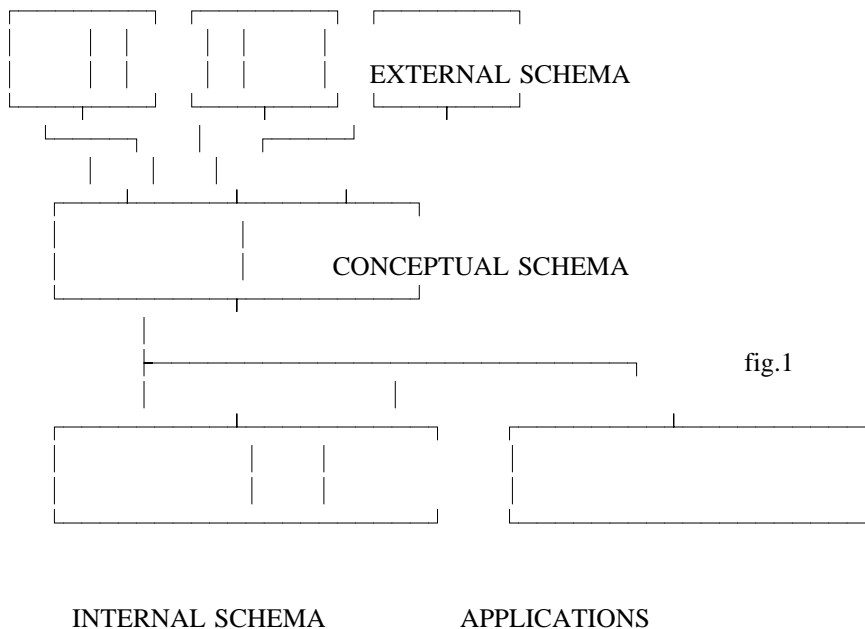 EXTERNAL SCHEMA
CONCEPTUAL SCHEMA
fig.1
INTERNAL SCHEMA APPLICATIONS